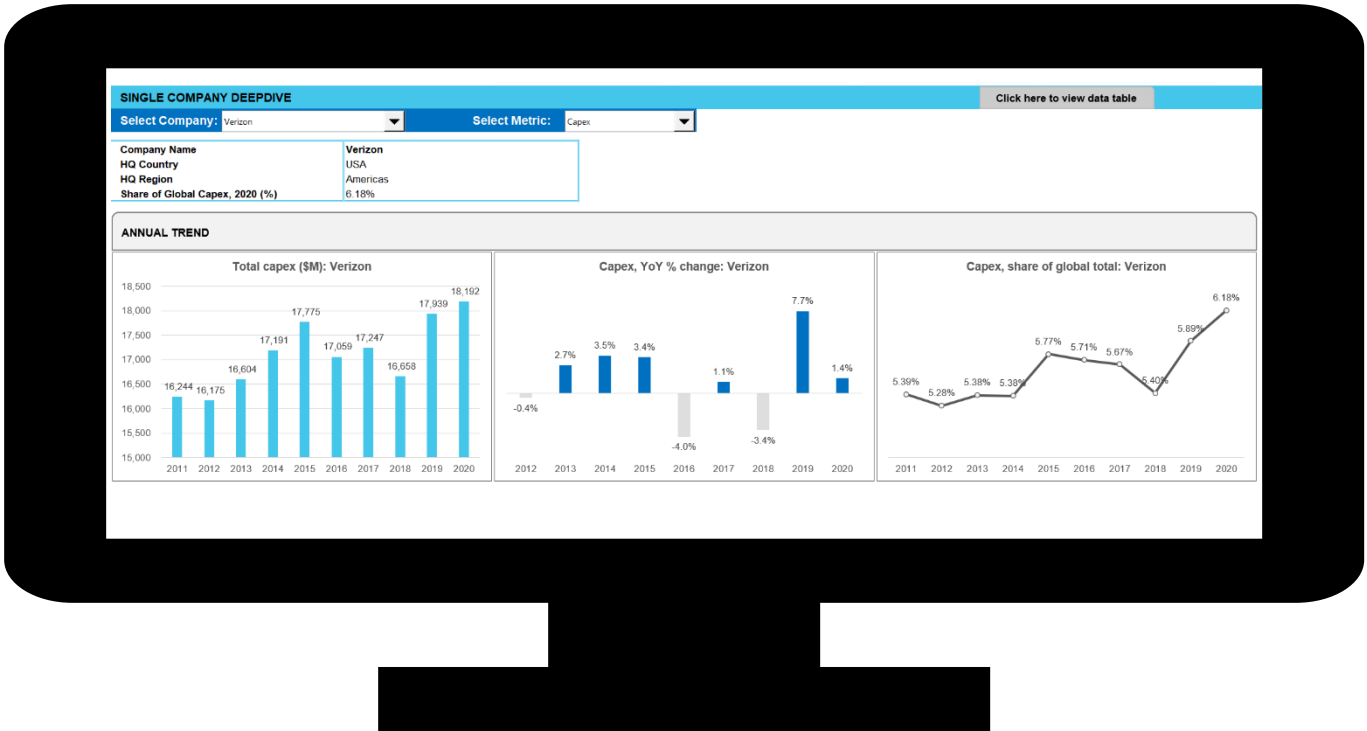 SINGLE COMPANY DEEPDIVE
Click here to view data table
Select Company: Verizon
Select Metric: Capex
Company Name Verizon
HQ Country USA
HQ Region Americas
Share of Global Capex, 2020 (%) 6.18%
ANNUAL TREND
Total capex ($M): Verizon
18,500
18,000
17,500
17,000
16,500
16,000
15,500
15,000
16,244
16,175
16,604
17,191
17,775
17,059
17,247
16,658
17,939
18,192
2011 2012 2013 2014 2015 2016 2017 2018 2019 2020
Capex, YoY % change: Verizon
-0.4%
2.7%
3.5%
3.4%
-4.0%
1.1%
-3.4%
7.7%
1.4%
2012 2013 2014 2015 2016 2017 2018 2019 2020
Capex, share of global total: Verizon
5.39%
5.28%
5.38%
5.38%
5.77%
5.71%
5.67%
5.40%
5.89%
6.18%
2011 2012 2013 2014 2015 2016 2017 2018 2019 2020